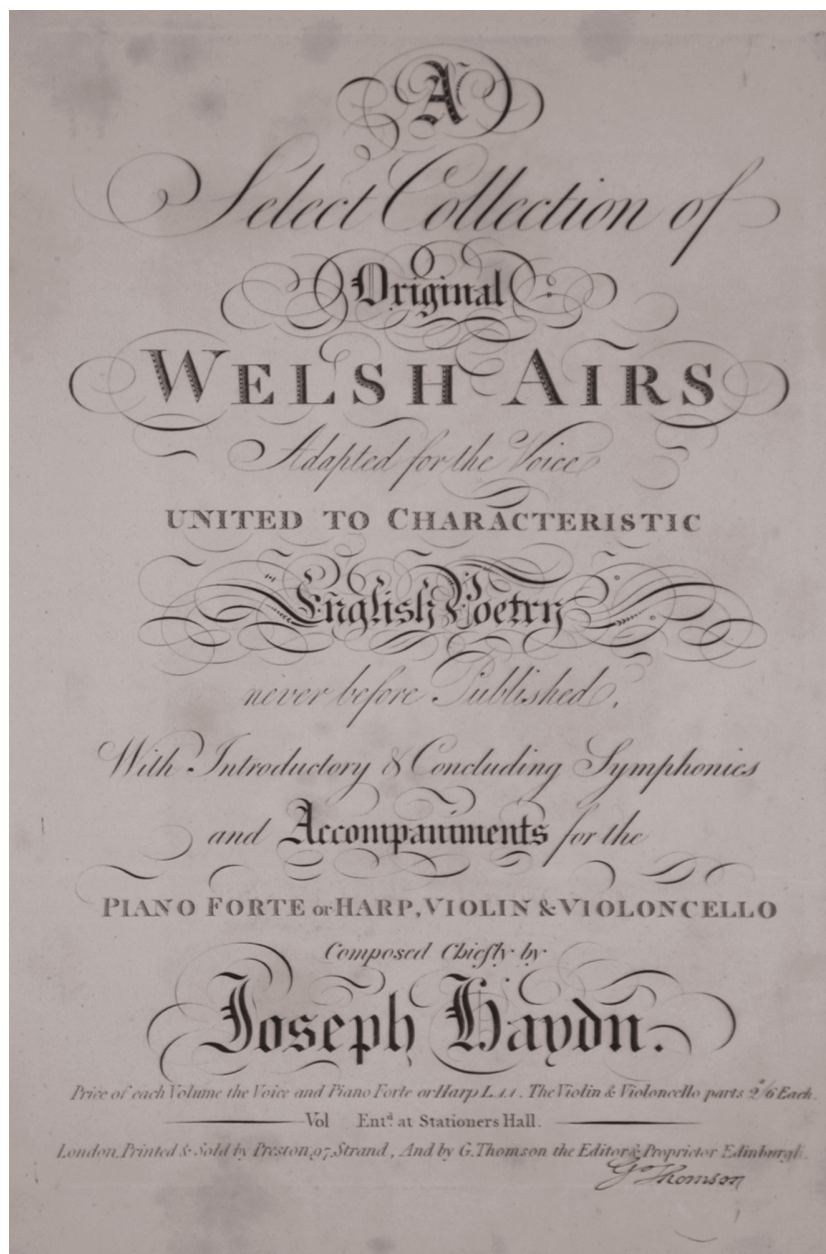 A
Select Collection of
Original
WELSH AIRS
Adapted for the Voice
UNITED TO CHARACTERISTIC
English Poetry
never before Published,
With Introductory & Concluding Symphonies
and Accompaniments for the
PIANO FORTE or HARP, VIOLIN & VIOLONCELLO
Composed Chiefly by
Joseph Haydn.
Price of each Volume the Voice and Piano Forte or Harp L.1.1. The Violin & Violoncello parts 2/6 Each.
Vol Entd. at Stationers Hall.
London. Printed & Sold by Preston, 97, Strand, And by G. Thomson the Editor & Proprietor Edinburgh.
G Thomson